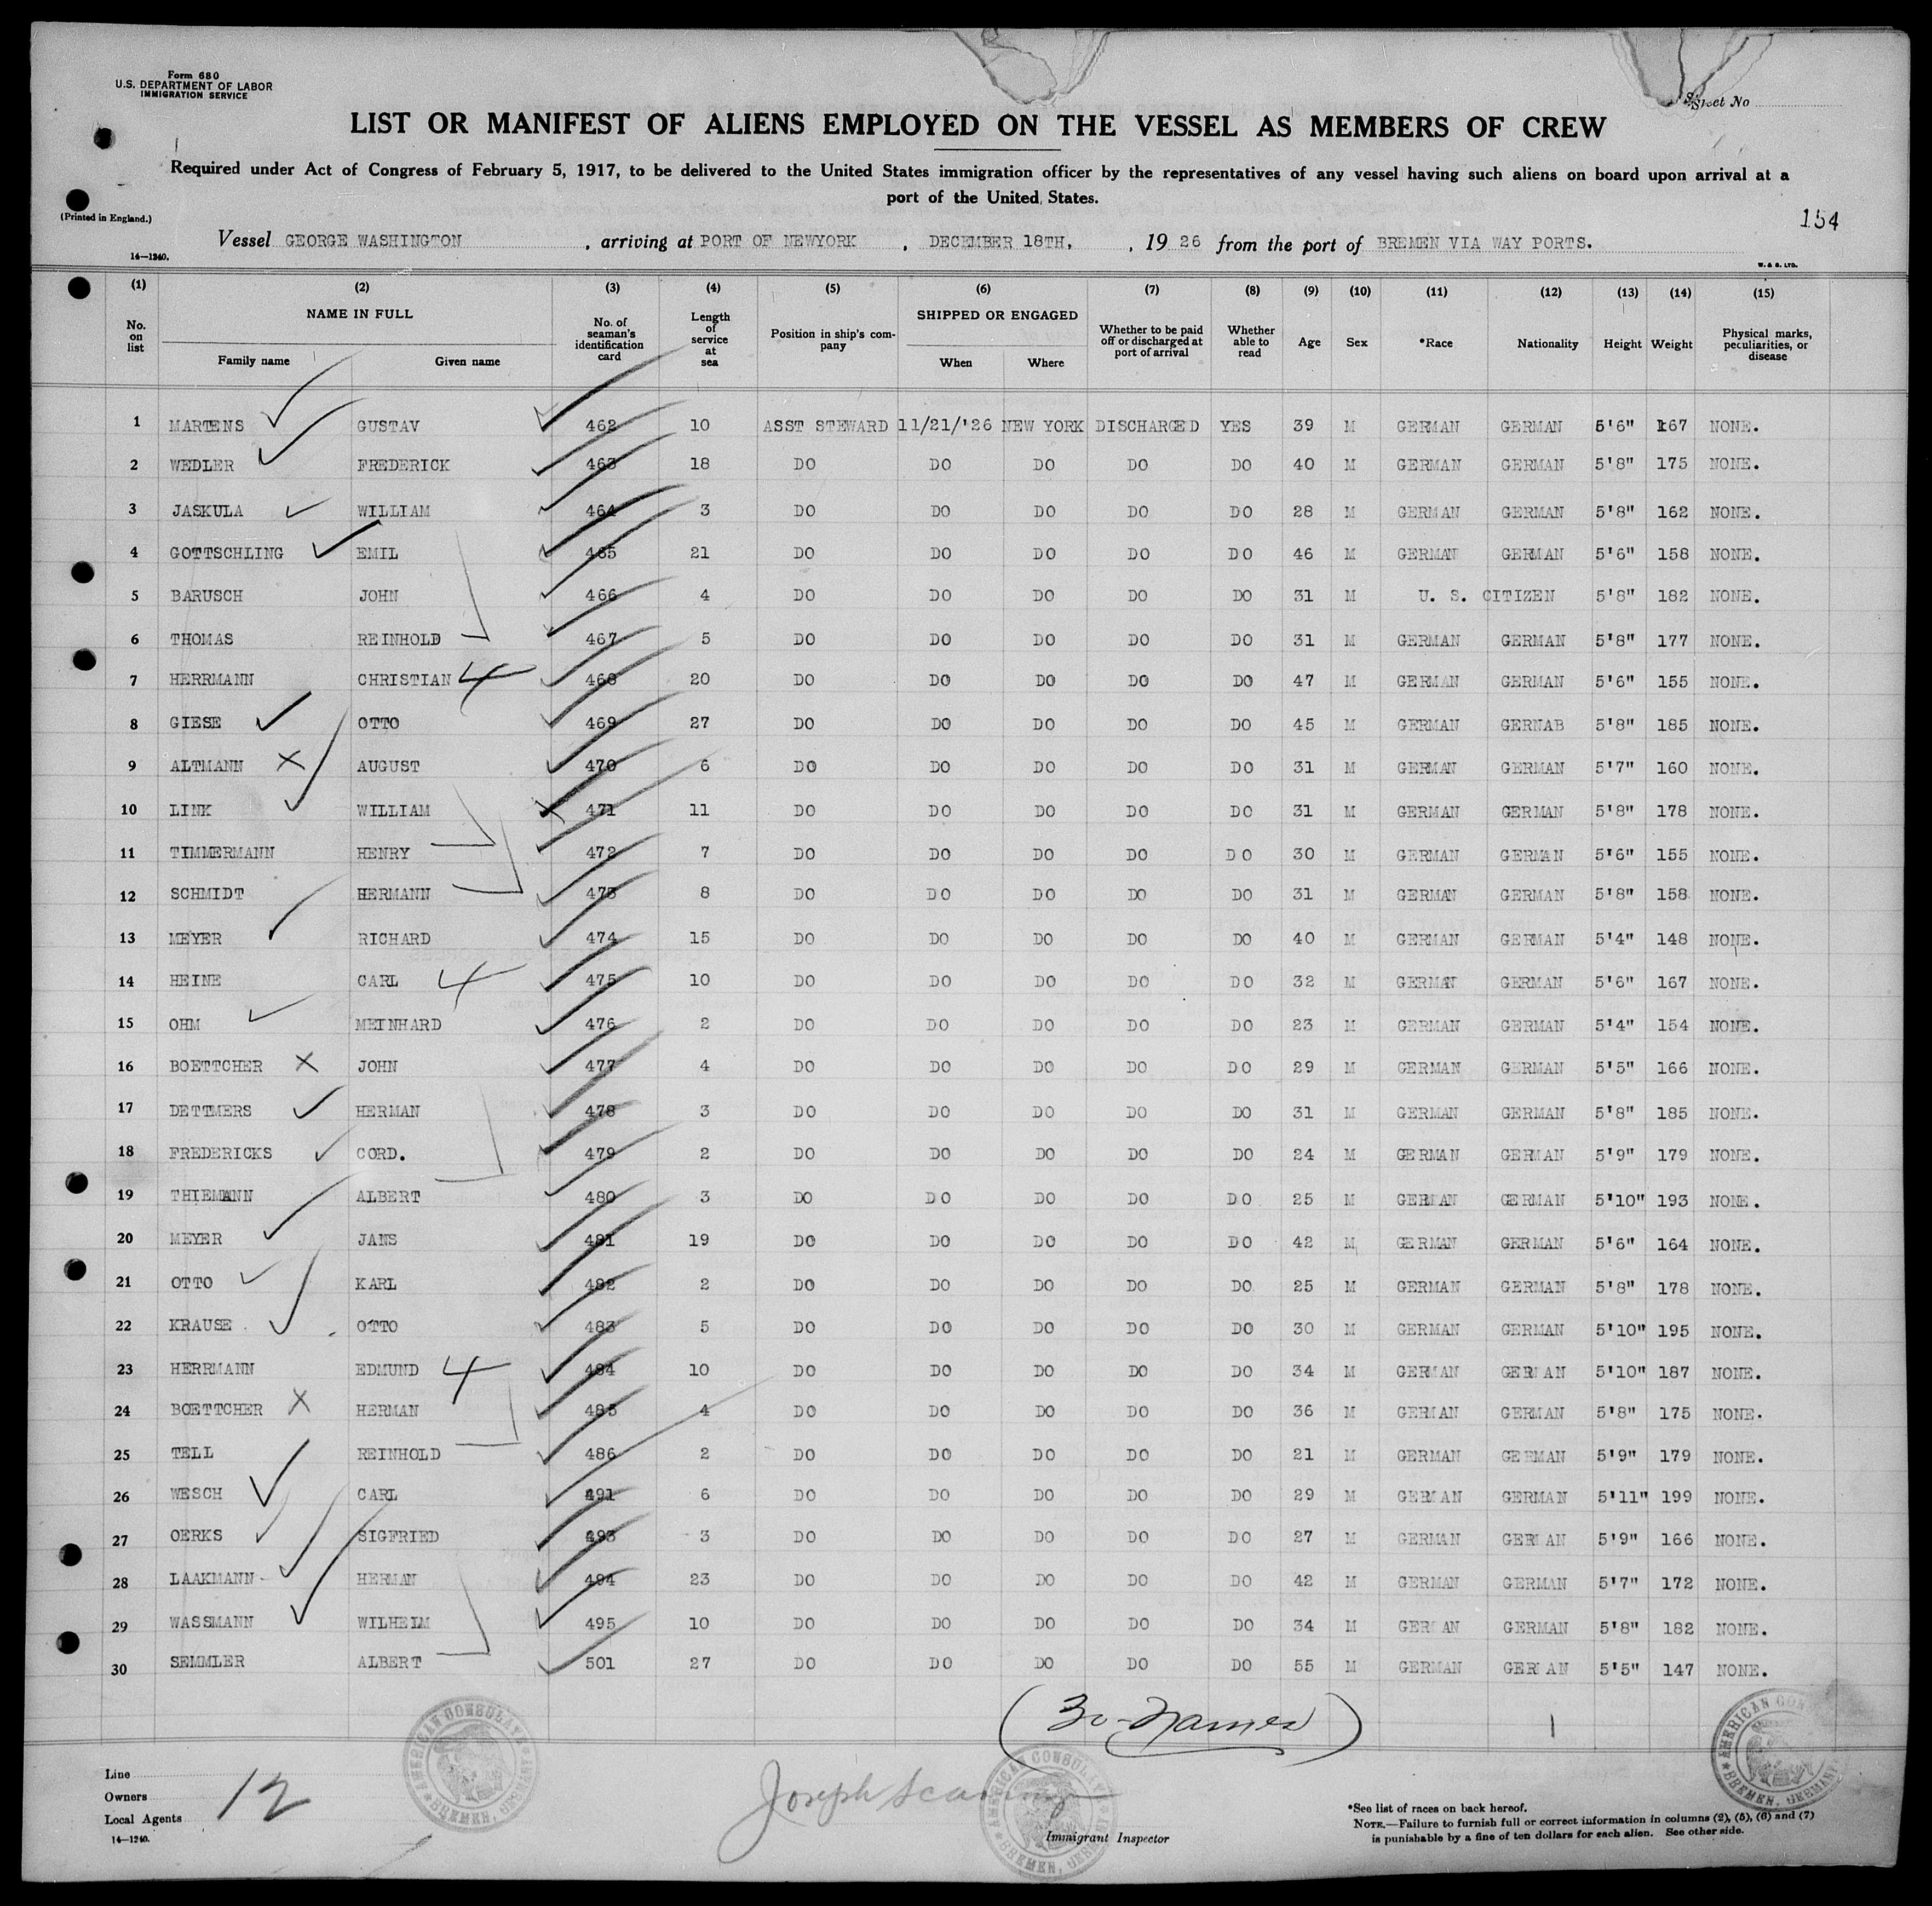 Form 680
U.S. DEPARTMENT OF LABOR
IMMIGRATION SERVICE
Sheet No
LIST OR MANIFEST OF ALIENS EMPLOYED ON THE VESSEL AS MEMBERS OF CREW
Required under Act of Congress of February 5, 1917, to be delivered to the United States immigration officer by the representatives of any vessel having such aliens on board upon arrival at a
port of the United States.
(Printed in England.)
154
Vessel GEORGE WASHINGTON , arriving at PORT OF NEWYORK , DECEMBER 18TH, , 19 26 from the port of BREMEN VIA WAY PORTS.
14—1240.
W. & S. LTD.
(1) (2) (3) (4) (5) (6) (7) (8) (9) (10) (11) (12) (13) (14) (15)
No. on list NAME IN FULL Family name Given name No. of seaman's identification card Length of service at sea Position in ship's company SHIPPED OR ENGAGED When Where Whether to be paid off or discharged at port of arrival Whether able to read Age Sex *Race Nationality Height Weight Physical marks, peculiarities, or disease
1 MARTENS GUSTAV 462 10 ASST STEWARD 11/21/'26 NEW YORK DISCHARGED YES 39 M GERMAN GERMAN 5'6" 167 NONE.
2 WEDLER FREDERICK 463 18 DO DO DO DO DO 40 M GERMAN GERMAN 5'8" 175 NONE.
3 JASKULA WILLIAM 464 3 DO DO DO DO DO 28 M GERMAN GERMAN 5'8" 162 NONE.
4 GOTTSCHLING EMIL 465 21 DO DO DO DO DO 46 M GERMAN GERMAN 5'6" 158 NONE.
5 BARUSCH JOHN 466 4 DO DO DO DO DO 31 M U. S. CITIZEN 5'8" 182 NONE.
6 THOMAS REINHOLD 467 5 DO DO DO DO DO 31 M GERMAN GERMAN 5'8" 177 NONE.
7 HERRMANN CHRISTIAN 4 468 20 DO DO DO DO DO 47 M GERMAN GERMAN 5'6" 155 NONE.
8 GIESE OTTO 469 27 DO DO DO DO DO 45 M GERMAN GERNAB 5'8" 185 NONE.
9 ALTMANN X AUGUST 470 6 DO DO DO DO DO 31 M GERMAN GERMAN 5'7" 160 NONE.
10 LINK WILLIAM 471 11 DO DO DO DO DO 31 M GERMAN GERMAN 5'8" 178 NONE.
11 TIMMERMANN HENRY 472 7 DO DO DO DO DO 30 M GERMAN GERMAN 5'6" 155 NONE.
12 SCHMIDT HERMANN 473 8 DO DO DO DO DO 31 M GERMAN GERMAN 5'8" 158 NONE.
13 MEYER RICHARD 474 15 DO DO DO DO DO 40 M GERMAN GERMAN 5'4" 148 NONE.
14 HEINE CARL 4 475 10 DO DO DO DO DO 32 M GERMAN GERMAN 5'6" 167 NONE.
15 OHM MEINHARD 476 2 DO DO DO DO DO 23 M GERMAN GERMAN 5'4" 154 NONE.
16 BOETTCHER X JOHN 477 4 DO DO DO DO DO 29 M GERMAN GERMAN 5'5" 166 NONE.
17 DETTMERS HERMAN 478 3 DO DO DO DO DO 31 M GERMAN GERMAN 5'8" 185 NONE.
18 FREDERICKS CORD. 479 2 DO DO DO DO DO 24 M GERMAN GERMAN 5'9" 179 NONE.
19 THIEMANN ALBERT 480 3 DO DO DO DO DO 25 M GERMAN GERMAN 5'10" 193 NONE.
20 MEYER JANS 481 19 DO DO DO DO DO 42 M GERMAN GERMAN 5'6" 164 NONE.
21 OTTO KARL 482 2 DO DO DO DO DO 25 M GERMAN GERMAN 5'8" 178 NONE.
22 KRAUSE OTTO 483 5 DO DO DO DO DO 30 M GERMAN GERMAN 5'10" 195 NONE.
23 HERRMANN EDMUND 4 484 10 DO DO DO DO DO 34 M GERMAN GERMAN 5'10" 187 NONE.
24 BOETTCHER X HERMAN 485 4 DO DO DO DO DO 36 M GERMAN GERMAN 5'8" 175 NONE.
25 TELL REINHOLD 486 2 DO DO DO DO DO 21 M GERMAN GERMAN 5'9" 179 NONE.
26 WESCH CARL 491 6 DO DO DO DO DO 29 M GERMAN GERMAN 5'11" 199 NONE.
27 OERKS SIGFRIED 493 3 DO DO DO DO DO 27 M GERMAN GERMAN 5'9" 166 NONE.
28 LAAKMANN HERMAN 494 23 DO DO DO DO DO 42 M GERMAN GERMAN 5'7" 172 NONE.
29 WASSMANN WILHELM 495 10 DO DO DO DO DO 34 M GERMAN GERMAN 5'8" 182 NONE.
30 SEMMLER ALBERT 501 27 DO DO DO DO DO 55 M GERMAN GERMAN 5'5" 147 NONE.
(30 - Names) 1
AMERICAN CONSULATE BREMEN, GERMANY
AMERICAN CONSULATE BREMEN, GERMANY
AMERICAN CONSULATE BREMEN, GERMANY
Line
Owners
Local Agents 12
14—1240.
Joseph
Immigrant Inspector
*See list of races on back hereof.
NOTE.—Failure to furnish full or correct information in columns (2), (5), (6) and (7)
is punishable by a fine of ten dollars for each alien. See other side.